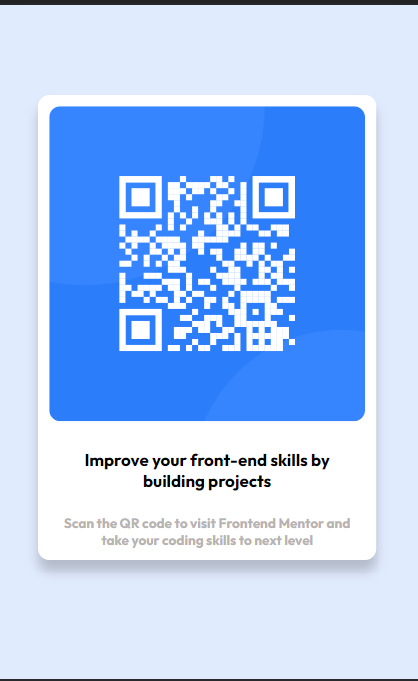 Improve your front-end skills by
building projects
Scan the QR code to visit Frontend Mentor and
take your coding skills to next level